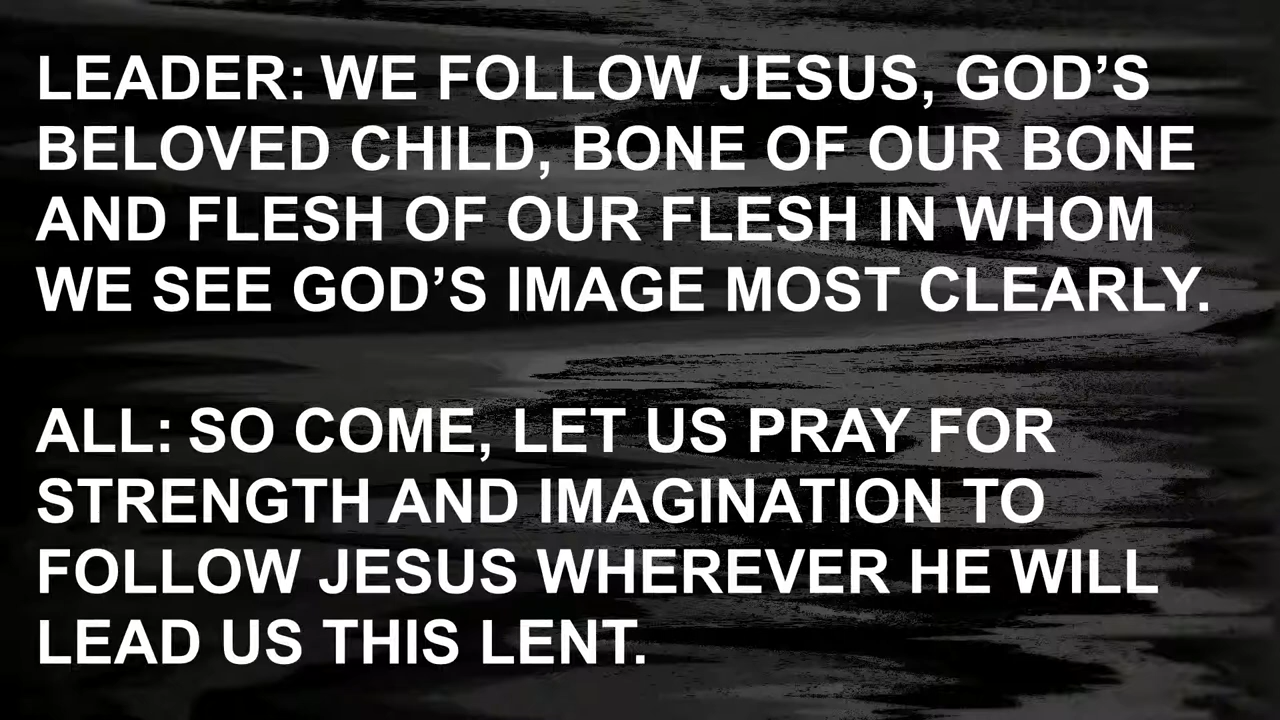 LEADER: WE FOLLOW JESUS, GOD’S
BELOVED CHILD, BONE OF OUR BONE
AND FLESH OF OUR FLESH IN WHOM
WE SEE GOD’S IMAGE MOST CLEARLY.
ALL: SO COME, LET US PRAY FOR
STRENGTH AND IMAGINATION TO
FOLLOW JESUS WHEREVER HE WILL
LEAD US THIS LENT.